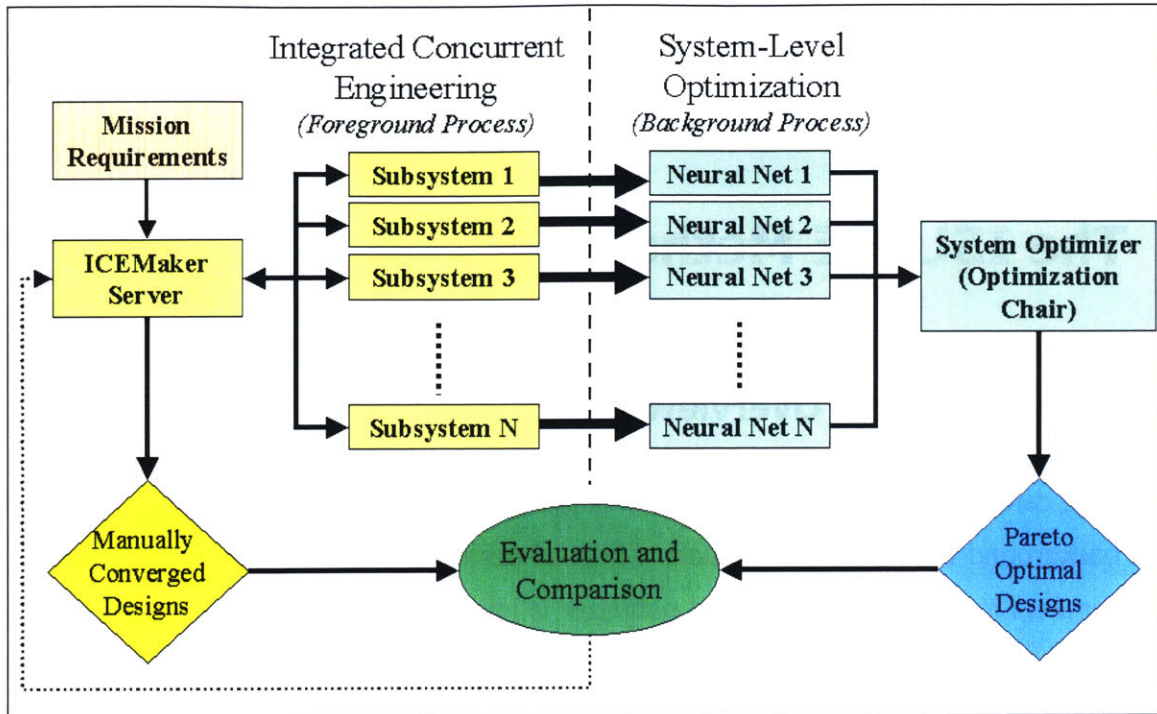 Integrated Concurrent
Engineering
(Foreground Process)
System-Level
Optimization
(Background Process)
Mission
Requirements
ICEMaker
Server
Subsystem 1
Subsystem 2
Subsystem 3
Subsystem N
Neural Net 1
Neural Net 2
Neural Net 3
Neural Net N
System Optimizer
(Optimization
Chair)
Manually
Converged
Designs
Evaluation and
Comparison
Pareto
Optimal
Designs